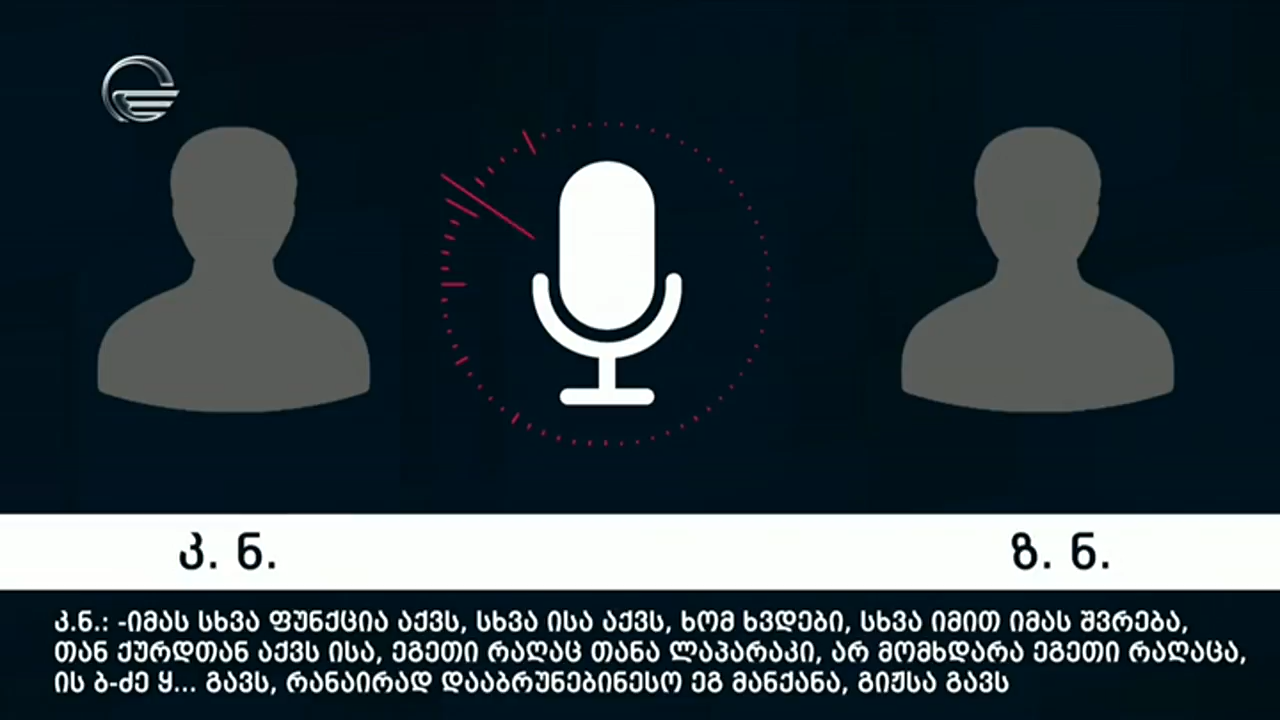 კ. ნ.
ზ. ნ.
კ.ნ.: -იმას სხვა ფუნქცია აქვს, სხვა ისა აქვს, ხომ ხვდები, სხვა იმით იმას შვრება,
თან ქურდთან აქვს ისა, ეგეთი რაღაც თანა ლაპარაკი, არ მომხდარა ეგეთი რაღაცა,
ის ბ-ძე ყ... გავს, რანაირად დააბრუნებინესო ეგ მანქანა, გიჟსა გავს